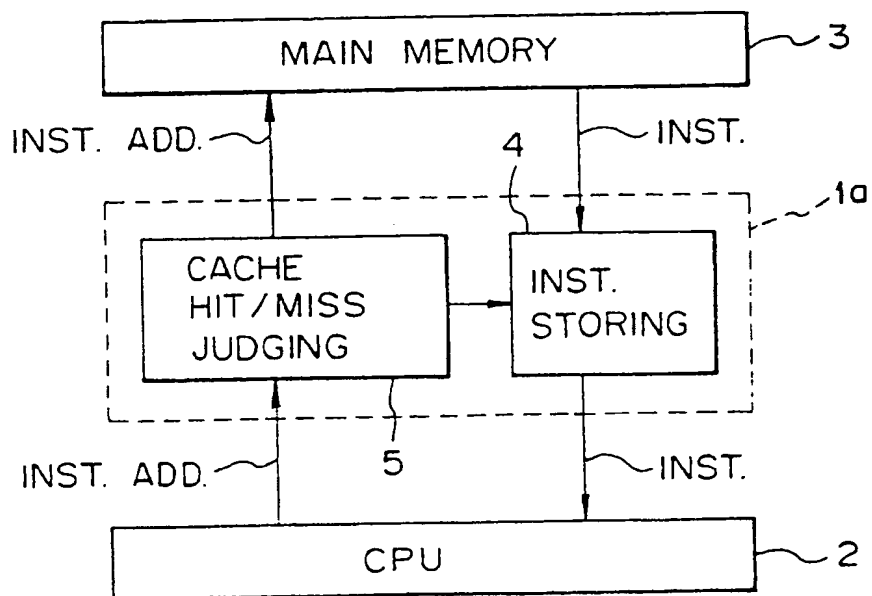 MAIN MEMORY
3
INST. ADD.
INST.
4
1a
CACHE
HIT/MISS
JUDGING
INST.
STORING
5
INST. ADD.
INST.
CPU
2